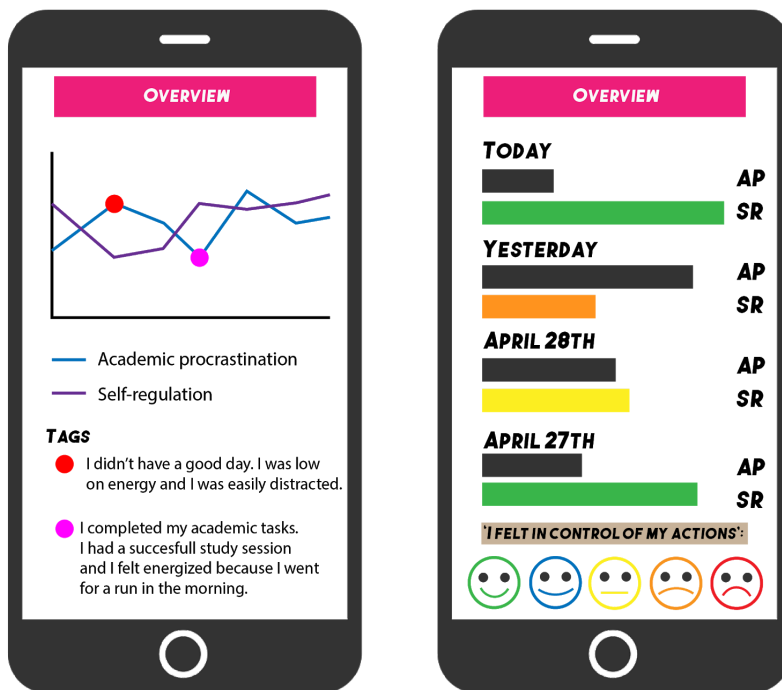 OVERVIEW
Academic procrastination
Self-regulation
TAGS
I didn't have a good day. I was low
on energy and I was easily distracted.
I completed my academic tasks.
I had a succesfull study session
and I felt energized because I went
for a run in the morning.
OVERVIEW
TODAY
AP
SR
YESTERDAY
AP
SR
APRIL 28TH
AP
SR
APRIL 27TH
AP
SR
'I FELT IN CONTROL OF MY ACTIONS':